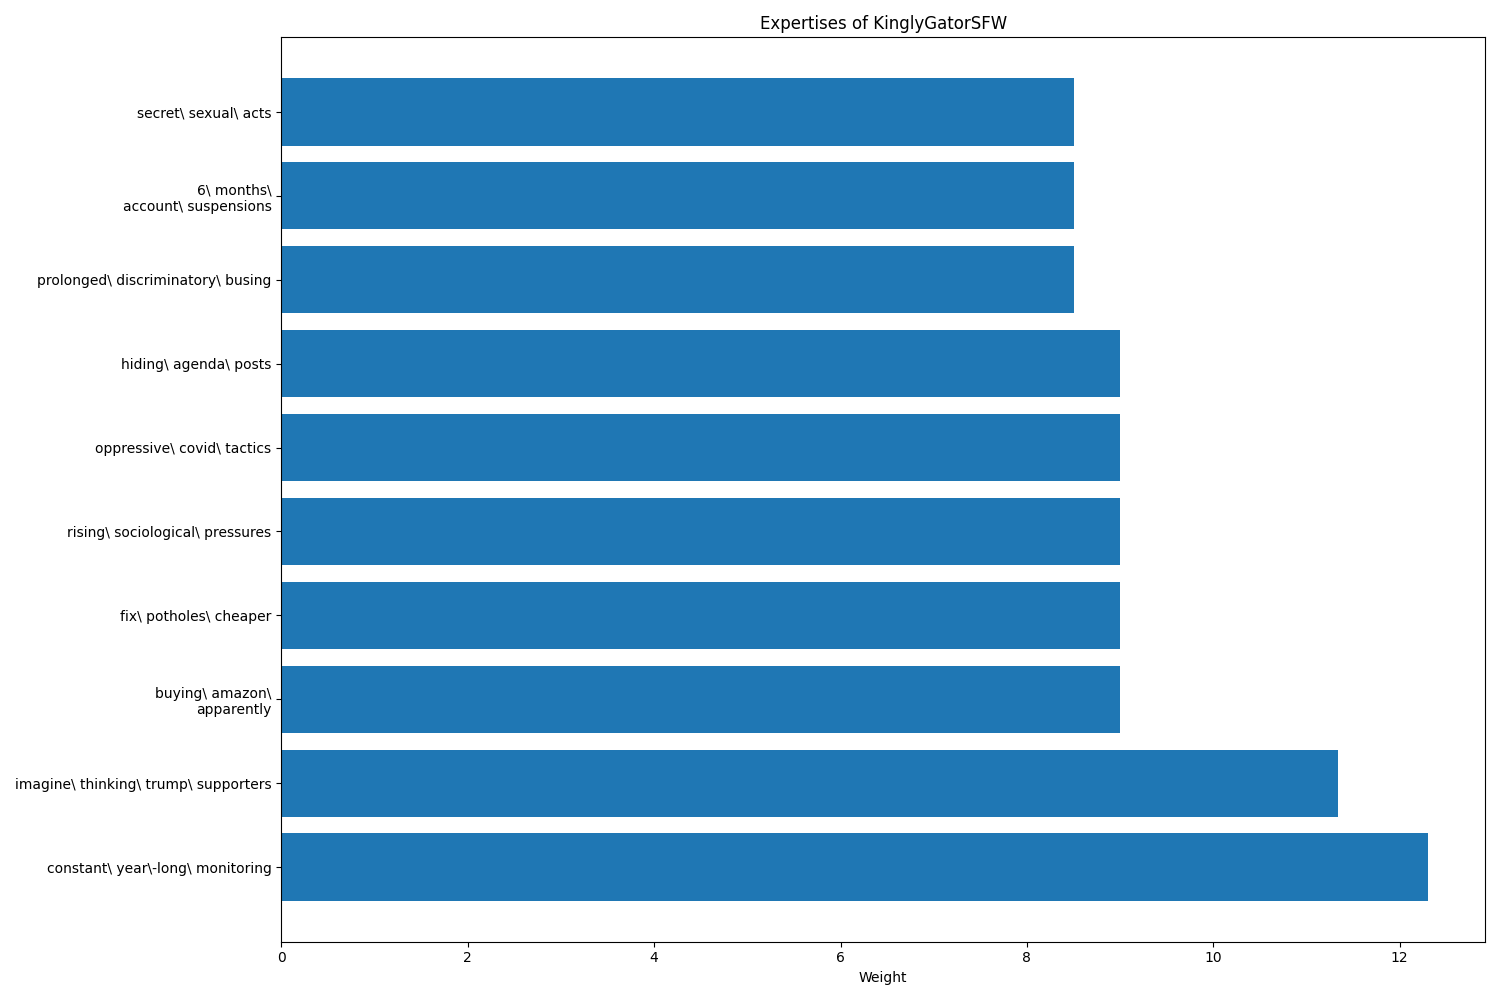 Expertises of KinglyGatorSFW
secret\ sexual\ acts
6\ months\
account\ suspensions
prolonged\ discriminatory\ busing
hiding\ agenda\ posts
oppressive\ covid\ tactics
rising\ sociological\ pressures
fix\ potholes\ cheaper
buying\ amazon\
apparently
imagine\ thinking\ trump\ supporters
constant\ year\-long\ monitoring
0 2 4 6 8 10 12
Weight